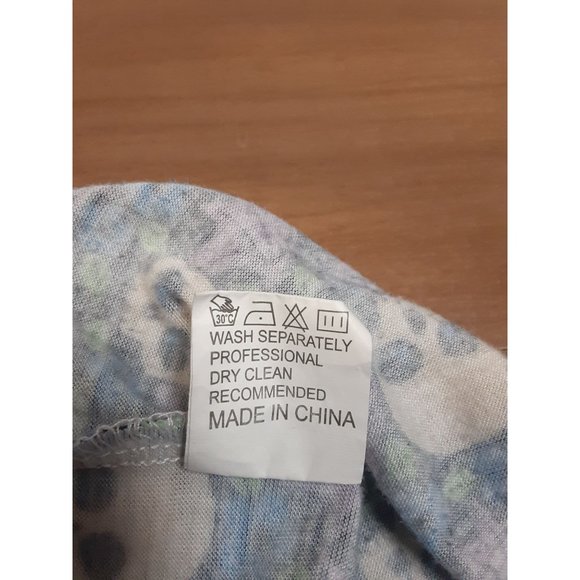 30°C
WASH SEPARATELY
PROFESSIONAL
DRY CLEAN
RECOMMENDED
MADE IN CHINA